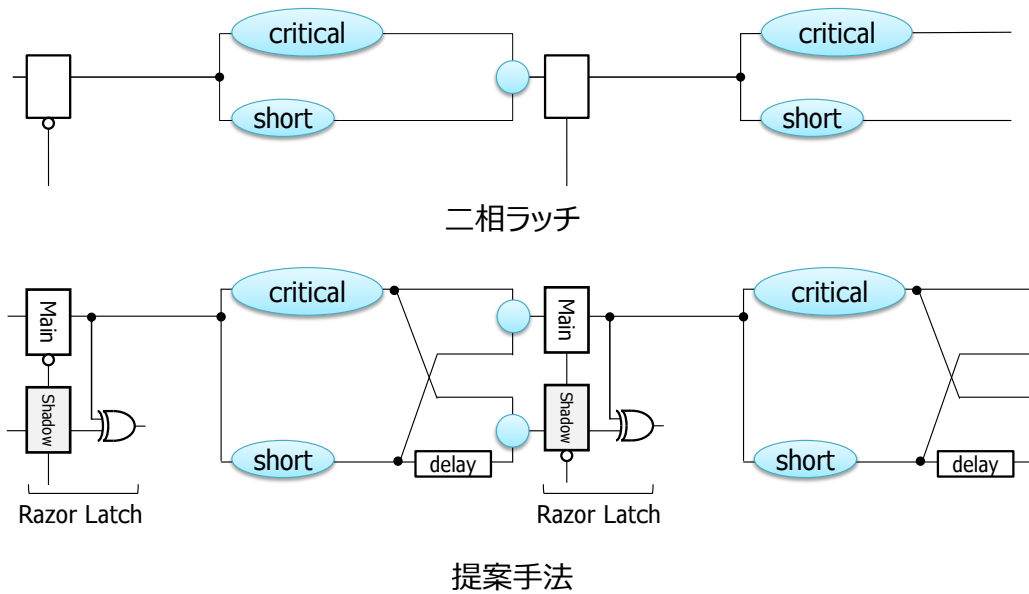 critical
critical
short
short
二相ラッチ
Main
critical
Main
critical
Shadow
Shadow
short
delay
short
delay
Razor Latch
Razor Latch
提案手法